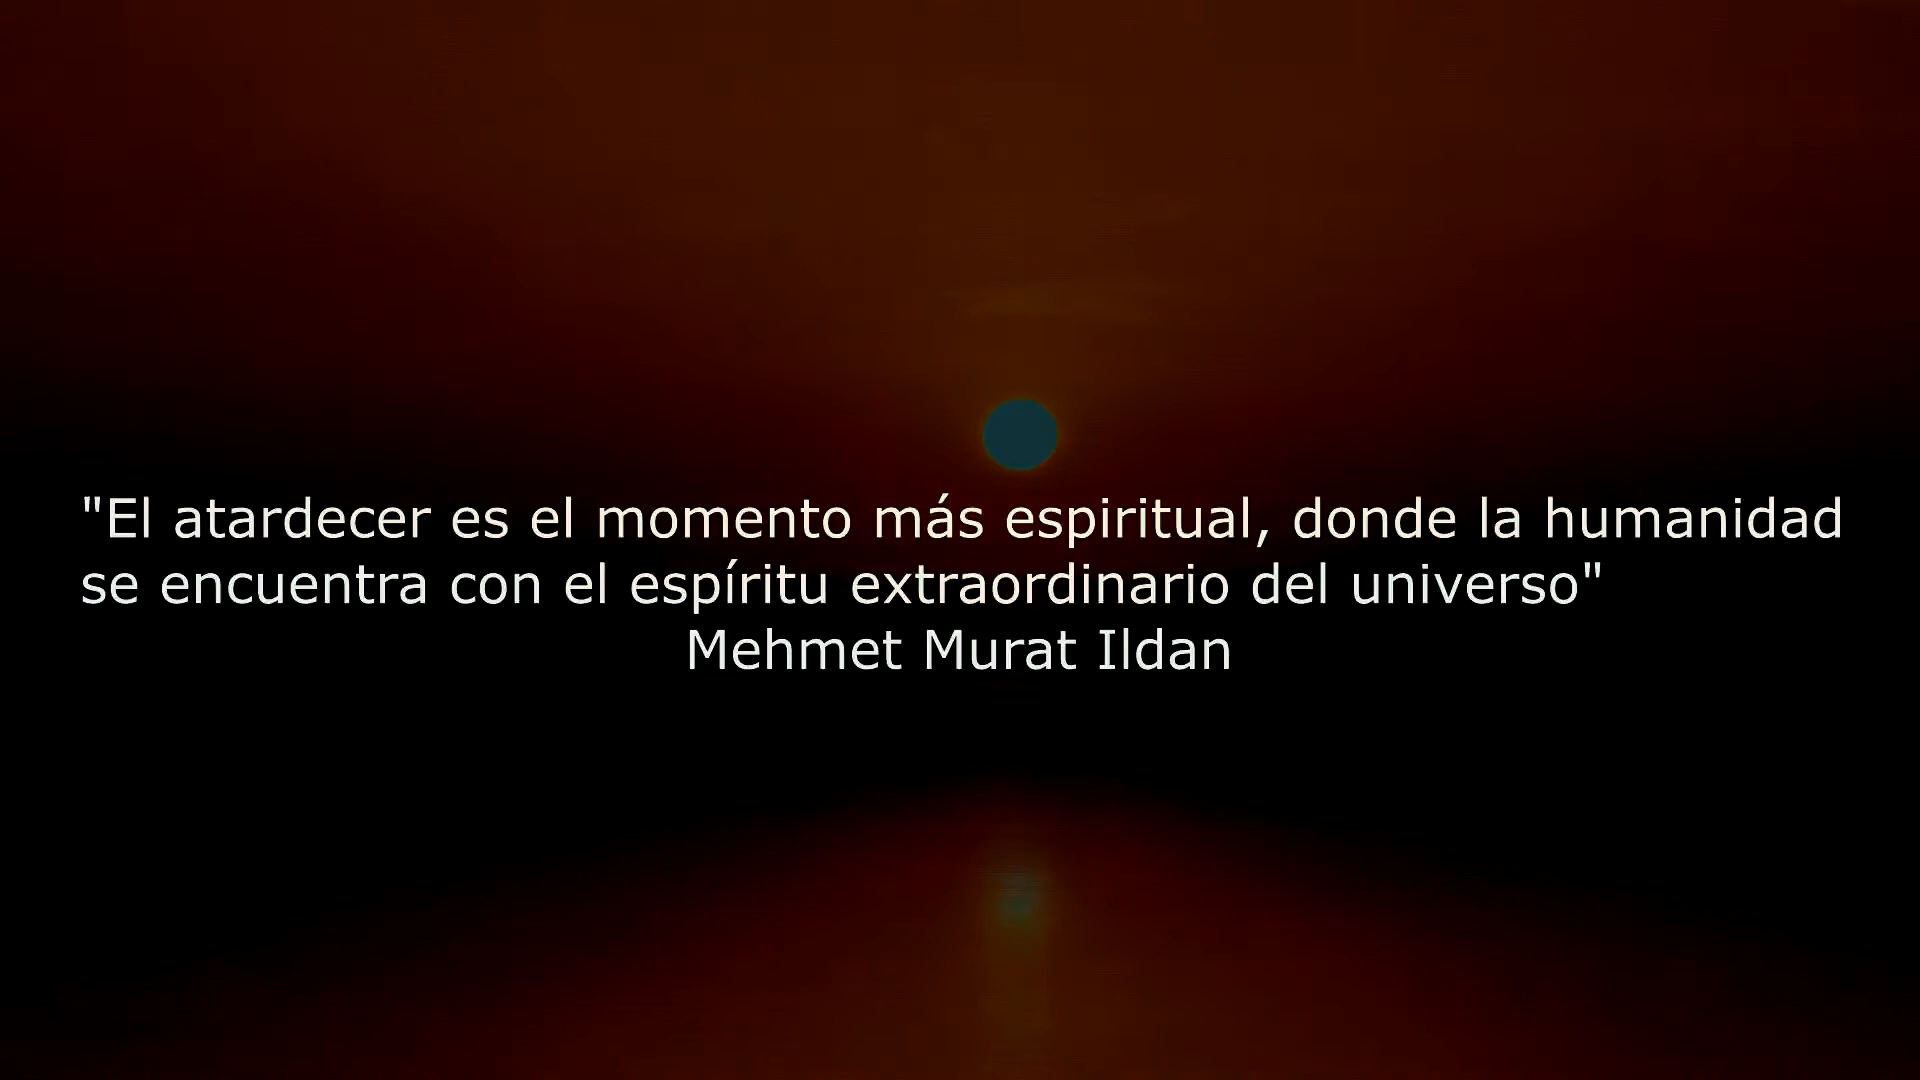 "El atardecer es el momento más espiritual, donde la humanidad
se encuentra con el espíritu extraordinario del universo"
Mehmet Murat Ildan